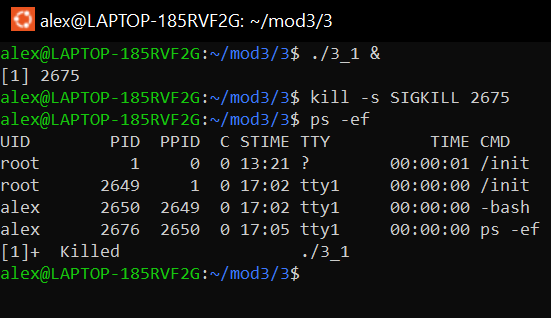 alex@LAPTOP-185RVF2G: ~/mod3/3
alex@LAPTOP-185RVF2G:~/mod3/3$ ./3_1 &
[1] 2675
alex@LAPTOP-185RVF2G:~/mod3/3$ kill -s SIGKILL 2675
alex@LAPTOP-185RVF2G:~/mod3/3$ ps -ef
UID        PID  PPID  C STIME TTY          TIME CMD
root         1     0  0 13:21 ?        00:00:01 /init
root      2649     1  0 17:02 tty1     00:00:00 /init
alex      2650  2649  0 17:02 tty1     00:00:00 -bash
alex      2676  2650  0 17:05 tty1     00:00:00 ps -ef
[1]+  Killed                  ./3_1
alex@LAPTOP-185RVF2G:~/mod3/3$